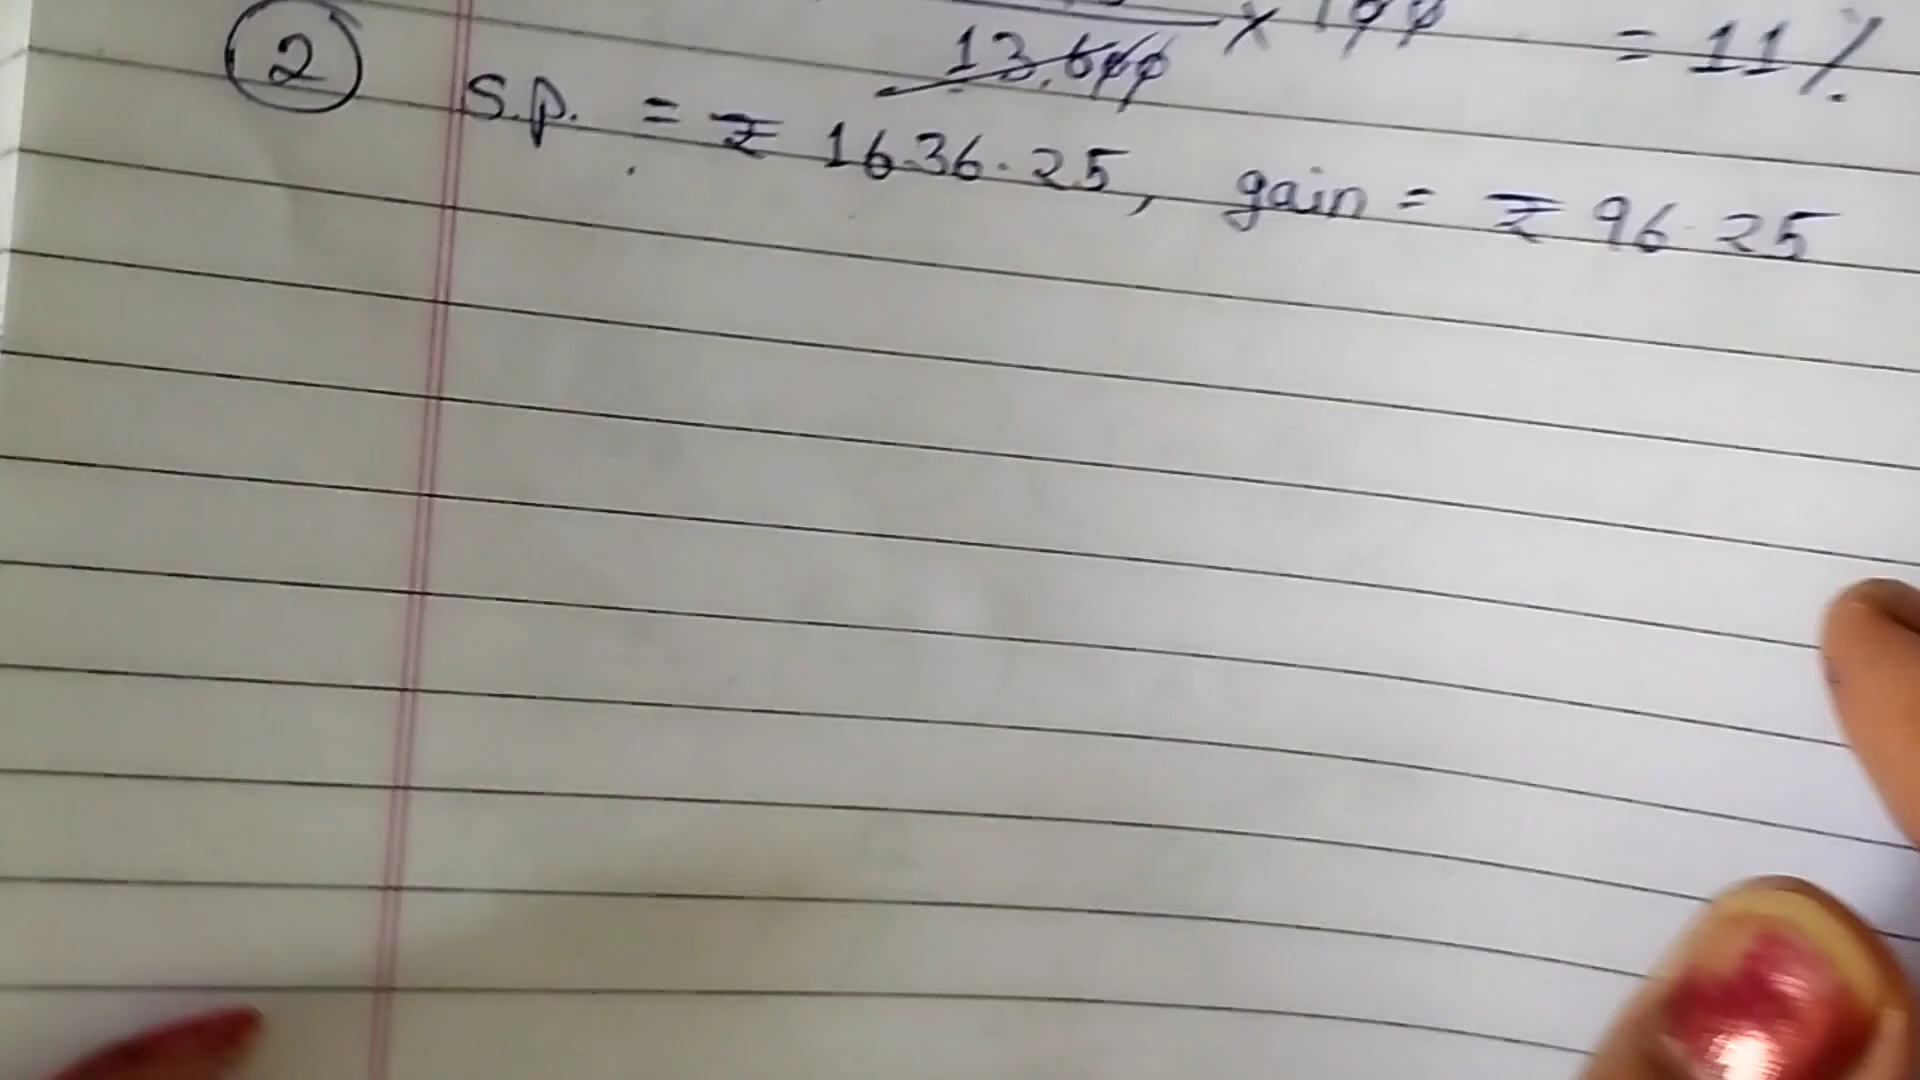 13,600 × 100 = 11%
② S.P. = ₹ 1636.25, gain = ₹ 96.25